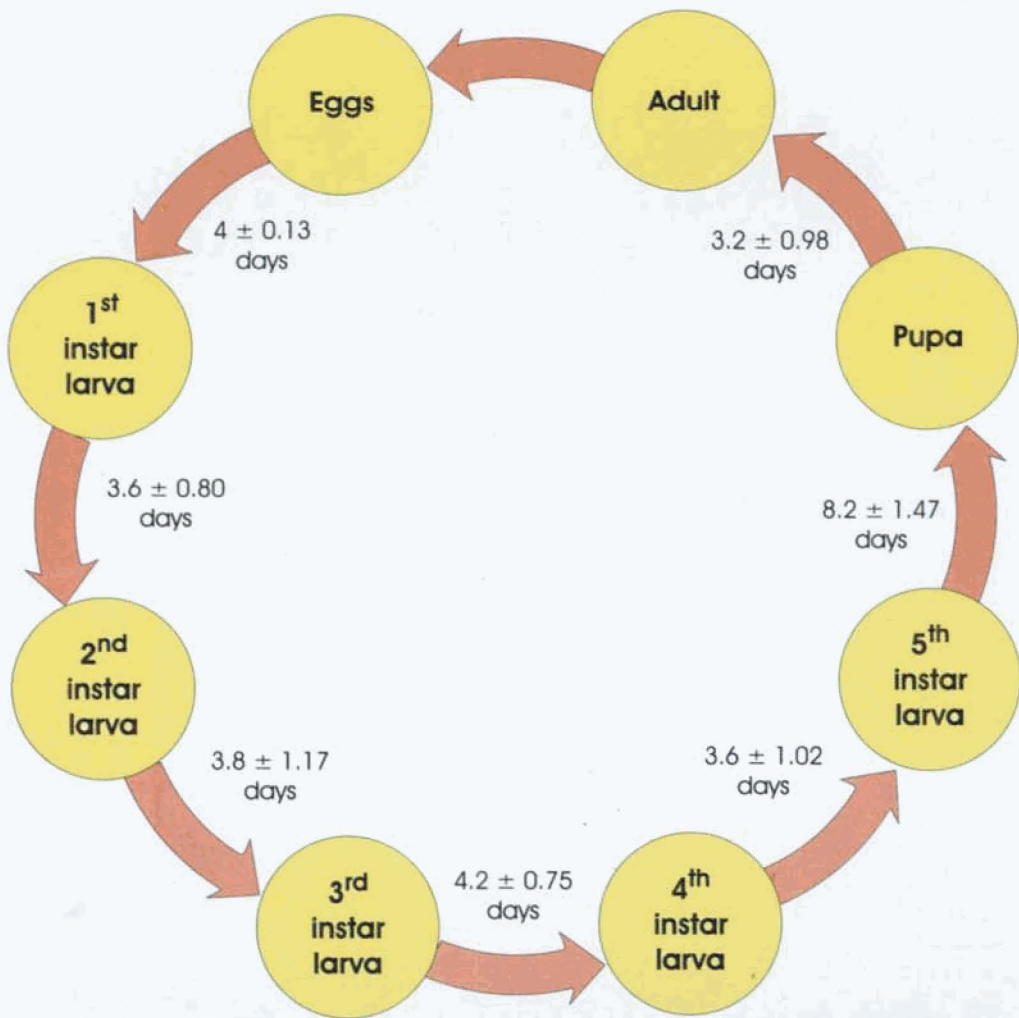 Eggs
Adult
4 ± 0.13
days
3.2 ± 0.98
days
1st
instar
larva
Pupa
3.6 ± 0.80
days
8.2 ± 1.47
days
2nd
instar
larva
5th
instar
larva
3.8 ± 1.17
days
3.6 ± 1.02
days
3rd
instar
larva
4.2 ± 0.75
days
4th
instar
larva